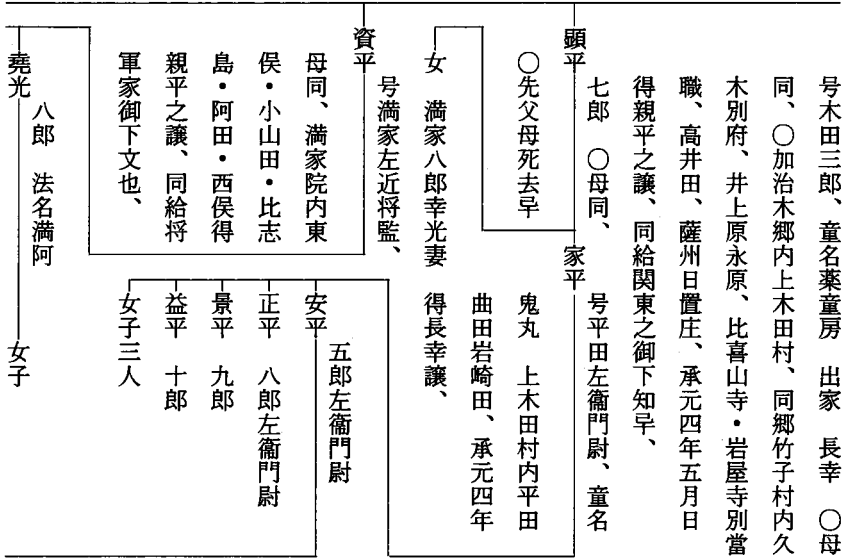 号木田三郎、童名薬童房　出家　長幸　〇母
同、〇加治木郷内上木田村、同郷竹子村内久
木別府、井上原永原、比喜山寺・岩屋寺別當
職、高井田、薩州日置庄、承元四年五月日
得親平之譲、同給関東之御下知早、
顕平
七郎　〇母同、
〇先父母死去早
家平
号平田左衞門尉、童名
鬼丸　上木田村内平田
曲田岩崎田、承元四年
得長幸譲、
女　満家八郎幸光妻
資平
号満家左近将監、
母同、満家院内東
俣・小山田・比志
島・阿田・西俣得
親平之譲、同給将
軍家御下文也、
安平　五郎左衞門尉
正平　八郎左衞門尉
景平　九郎
益平　十郎
女子三人
堯光　八郎　法名満阿
女子